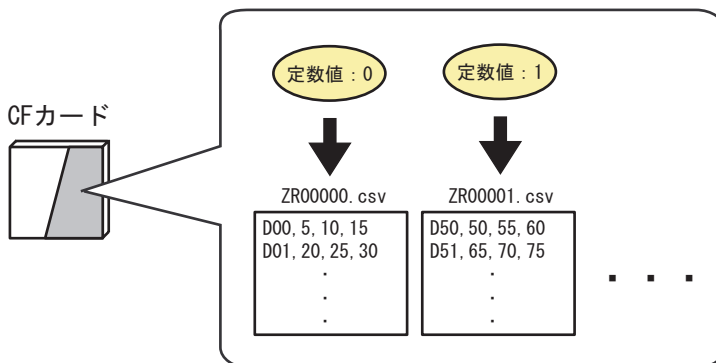 定数値：0
定数値：1
CFカード
ZR00000.csv
ZR00001.csv
D00, 5, 10, 15
D01, 20, 25, 30
D50, 50, 55, 60
D51, 65, 70, 75